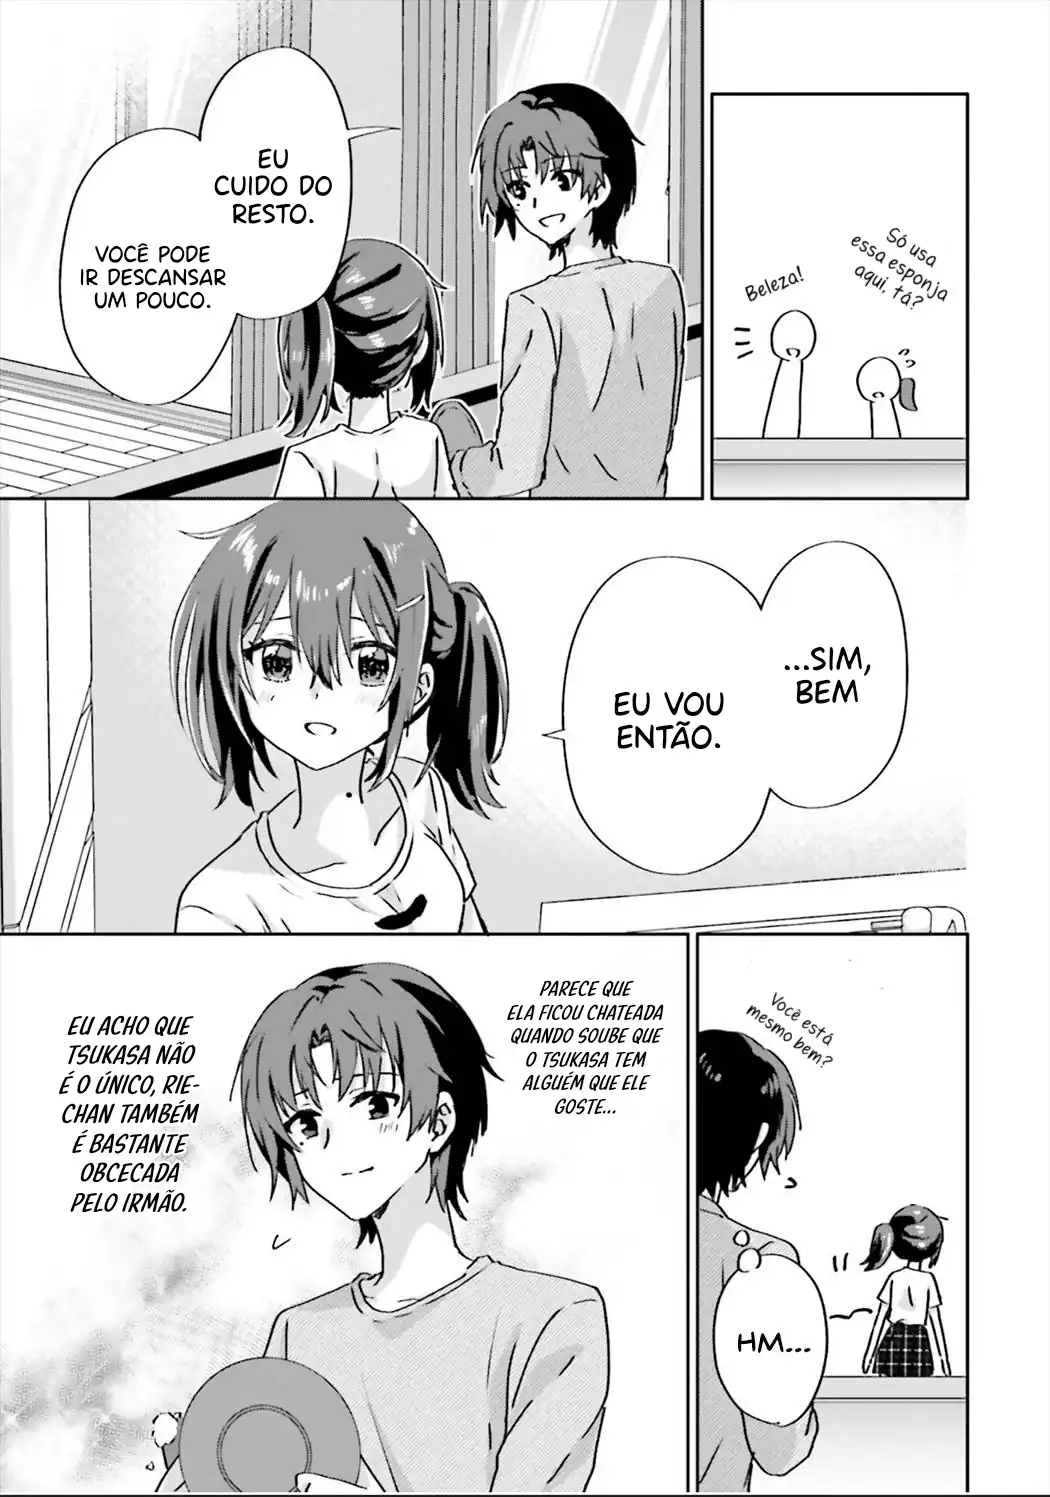 Só usa
essa esponja
aqui, tá?
Beleza!
EU
CUIDO DO
RESTO.
VOCÊ PODE
IR DESCANSAR
UM POUCO.
...SIM,
BEM
EU VOU
ENTÃO.
Você está
mesmo bem?
HM...
PARECE QUE
ELA FICOU CHATEADA
QUANDO SOUBE QUE
O TSUKASA TEM
ALGUÉM QUE ELE
GOSTE...
EU ACHO QUE
TSUKASA NÃO
É O ÚNICO, RIE-
CHAN TAMBÉM
É BASTANTE
OBCECADA
PELO IRMÃO.